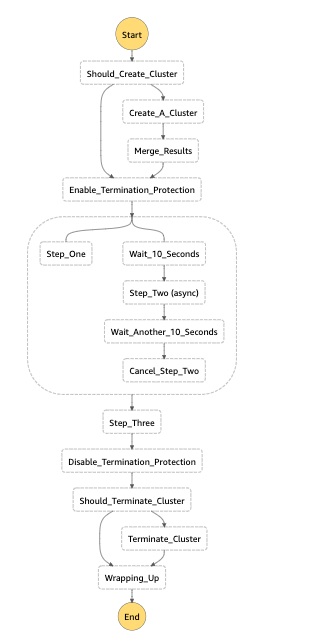 Start
Should_Create_Cluster
Create_A_Cluster
Merge_Results
Enable_Termination_Protection
Step_One
Wait_10_Seconds
Step_Two (async)
Wait_Another_10_Seconds
Cancel_Step_Two
Step_Three
Disable_Termination_Protection
Should_Terminate_Cluster
Terminate_Cluster
Wrapping_Up
End